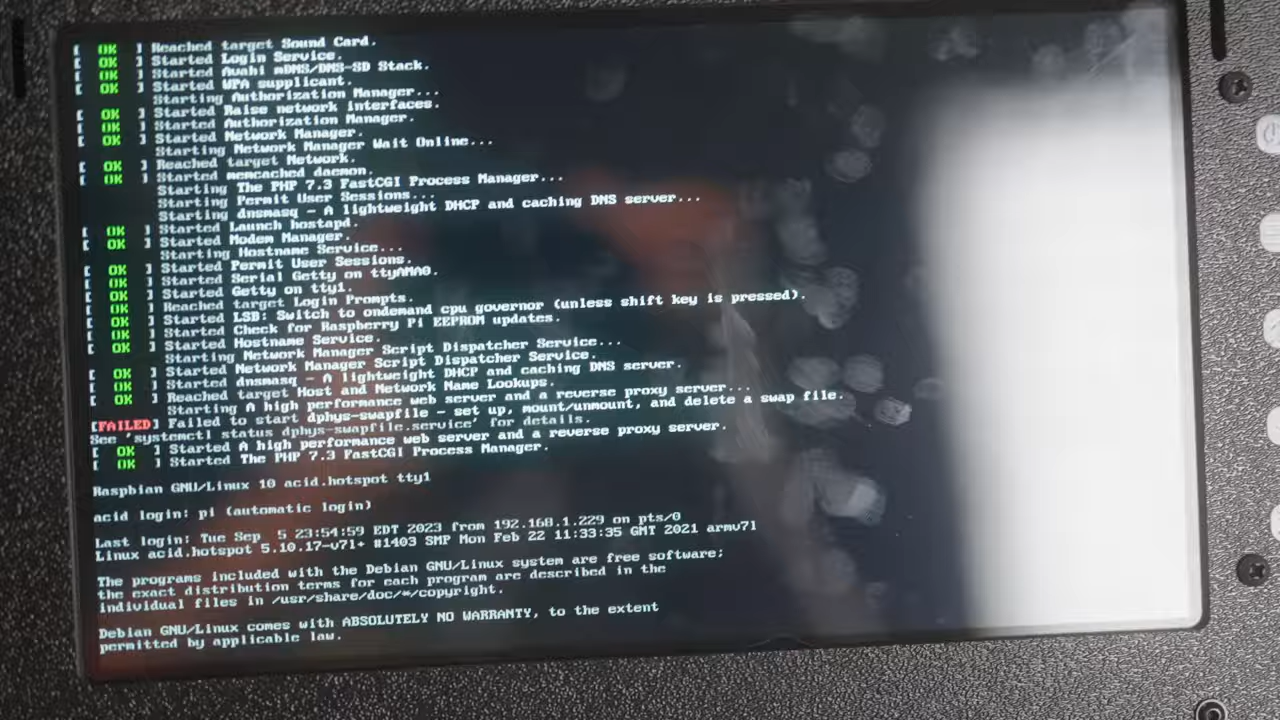 [ OK ] Reached target Sound Card.
[ OK ] Started Login Service.
[ OK ] Started Avahi mDNS/DNS-SD Stack.
[ OK ] Started WPA supplicant.
Starting Authorization Manager...
[ OK ] Started Raise network interfaces.
[ OK ] Started Authorization Manager.
[ OK ] Started Network Manager.
Starting Network Manager Wait Online...
[ OK ] Reached target Network.
[ OK ] Started memcached daemon.
Starting The PHP 7.3 FastCGI Process Manager...
Starting Permit User Sessions...
Starting dnsmasq - A lightweight DHCP and caching DNS server...
[ OK ] Started Launch hostapd.
[ OK ] Started Modem Manager.
Starting Hostname Service...
[ OK ] Started Permit User Sessions.
[ OK ] Started Serial Getty on ttyAMA0.
[ OK ] Started Getty on tty1.
[ OK ] Reached target Login Prompts.
[ OK ] Started LSB: Switch to ondemand cpu governor (unless shift key is pressed).
[ OK ] Started Check for Raspberry Pi EEPROM updates.
[ OK ] Started Hostname Service.
Starting Network Manager Script Dispatcher Service...
[ OK ] Started Network Manager Script Dispatcher Service.
[ OK ] Started dnsmasq - A lightweight DHCP and caching DNS server.
[ OK ] Reached target Host and Network Name Lookups.
Starting A high performance web server and a reverse proxy server...
[FAILED] Failed to start dphys-swapfile - set up, mount/unmount, and delete a swap file.
See 'systemctl status dphys-swapfile.service' for details.
[ OK ] Started A high performance web server and a reverse proxy server.
[ OK ] Started The PHP 7.3 FastCGI Process Manager.
Raspbian GNU/Linux 10 acid.hotspot tty1
acid login: pi (automatic login)
Last login: Tue Sep  5 23:54:59 EDT 2023 from 192.168.1.229 on pts/0
Linux acid.hotspot 5.10.17-v7l+ #1403 SMP Mon Feb 22 11:33:35 GMT 2021 armv7l
The programs included with the Debian GNU/Linux system are free software;
the exact distribution terms for each program are described in the
individual files in /usr/share/doc/*/copyright.
Debian GNU/Linux comes with ABSOLUTELY NO WARRANTY, to the extent
permitted by applicable law.